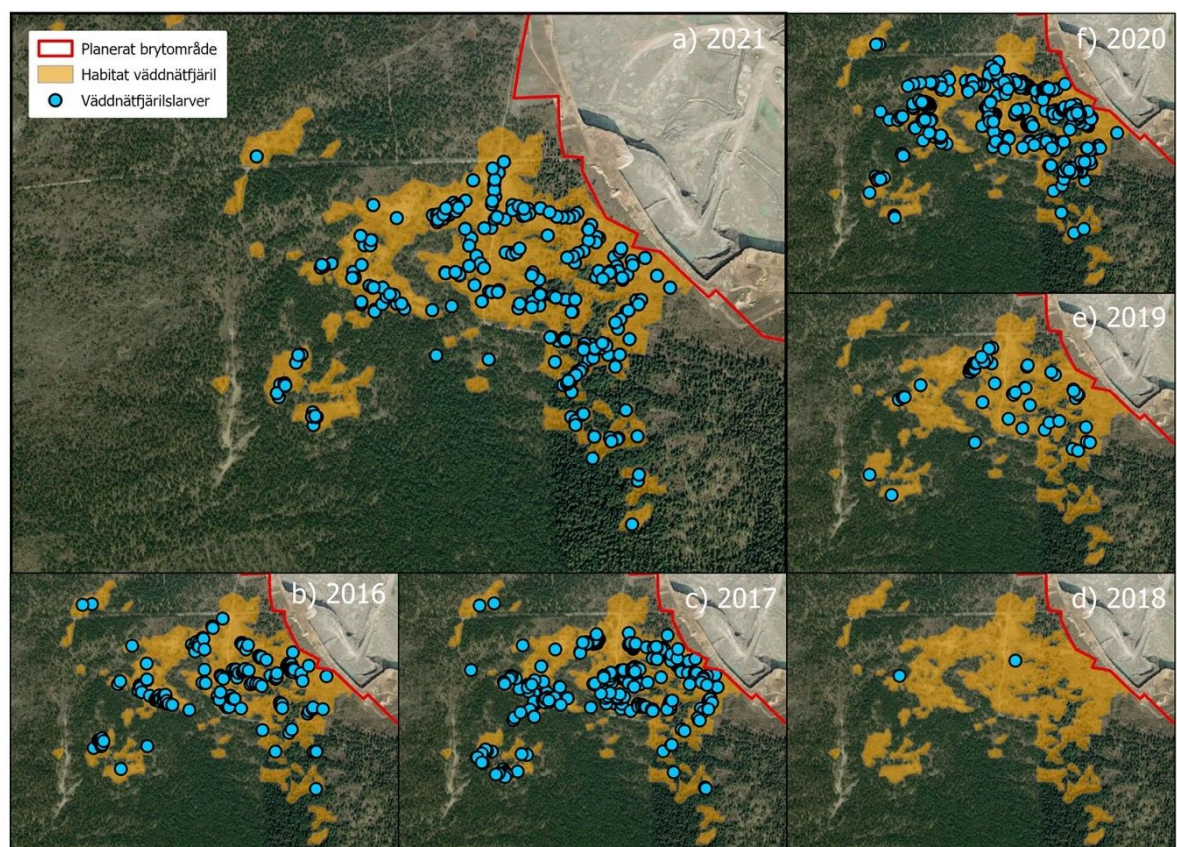 Planerat brytområde
Habitat väddnätfjäril
Väddnätfjärilslarver
a) 2021
f) 2020
e) 2019
b) 2016
c) 2017
d) 2018